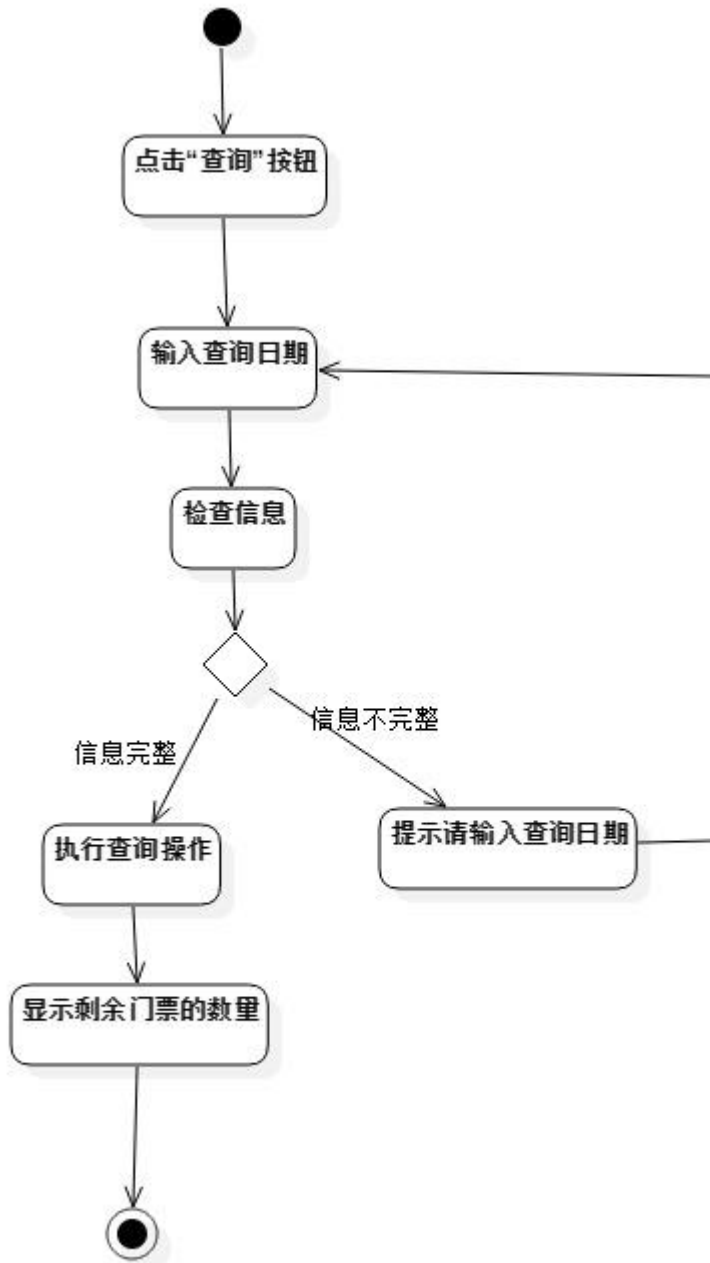 点击“查询”按钮
输入查询日期
检查信息
信息不完整
信息完整
执行查询操作
提示请输入查询日期
显示剩余门票的数量